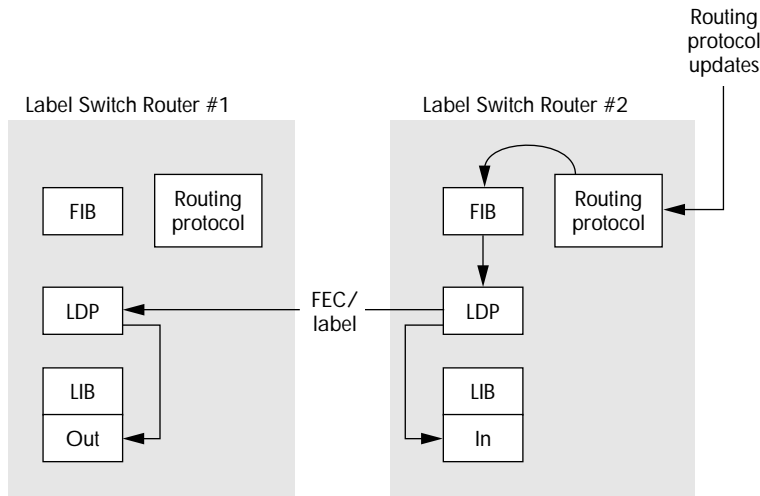 Routing
protocol
updates
Label Switch Router #1
Label Switch Router #2
FIB
Routing
protocol
FIB
Routing
protocol
LDP
FEC/
label
LDP
LIB
Out
LIB
In